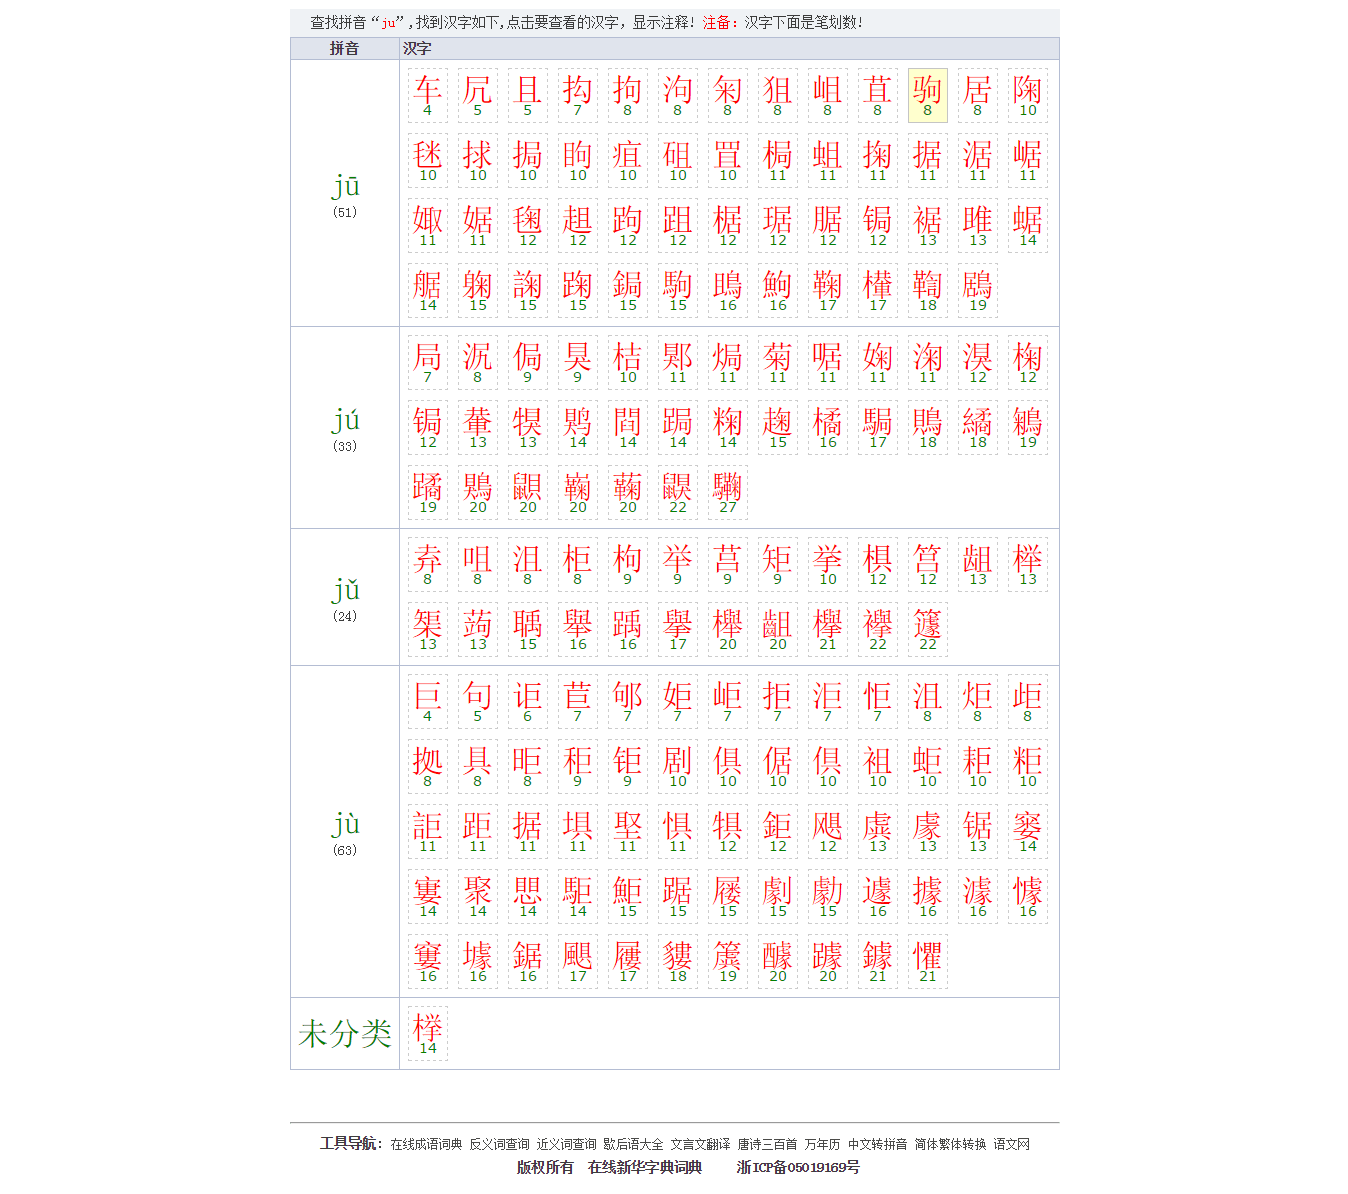 查找拼音“ju”,找到汉字如下,点击要查看的汉字，显示注释! 注备：汉字下面是笔划数!
拼音 汉字
jū
(51)
车 凥 且 抅 拘 泃 匊 狙 岨 苴 驹 居 陱
4 5 5 7 8 8 8 8 8 8 8 8 10
毩 捄 挶 眗 疽 砠 罝 梮 蛆 掬 据 涺 崌
10 10 10 10 10 10 10 11 11 11 11 11 11
娵 婮 毱 趄 跔 跙 椐 琚 腒 锔 裾 雎 蜛
11 11 12 12 12 12 12 12 12 12 13 13 14
艍 躹 諊 踘 鋦 駒 鴡 鮈 鞠 檋 鞫 鶋
14 15 15 15 15 15 16 16 17 17 18 19
jú
(33)
局 泦 侷 狊 桔 郹 焗 菊 啹 婅 淗 湨 椈
7 8 9 9 10 11 11 11 11 11 11 12 12
锔 輂 犑 鹃 閰 跼 粷 趜 橘 驧 鵙 繘 鵴
12 13 13 14 14 14 14 15 16 17 18 18 19
蹫 鶪 鼰 巈 蘜 鼳 驧
19 20 20 20 20 22 27
jǔ
(24)
弆 咀 沮 柜 枸 举 莒 矩 挙 椇 筥 龃 榉
8 8 8 8 9 9 9 9 10 12 12 13 13
榘 蒟 聥 舉 踽 擧 櫸 齟 欅 襷 籧
13 13 15 16 16 17 20 20 21 22 22
jù
(63)
巨 句 讵 苣 邭 姖 岠 拒 洰 怇 沮 炬 歫
4 5 6 7 7 7 7 7 7 7 8 8 8
拠 具 昛 秬 钜 剧 俱 倨 倶 袓 蚷 耟 粔
8 8 8 9 9 10 10 10 10 10 10 10 10
詎 距 据 埧 埾 惧 犋 鉅 飓 虡 豦 锯 窭
11 11 11 11 11 11 12 12 12 13 13 13 14
寠 聚 愳 駏 鮔 踞 屦 劇 勮 遽 據 澽 懅
14 14 14 14 15 15 15 15 15 16 16 16 16
窶 壉 鋸 颶 屨 貗 簴 醵 躆 鐻 懼
16 16 16 17 17 18 19 20 20 21 21
未分类 榉
14
工具导航: 在线成语词典 反义词查询 近义词查询 歇后语大全 文言文翻译 唐诗三百首 万年历 中文转拼音 简体繁体转换 语文网
版权所有 在线新华字典词典 浙ICP备05019169号